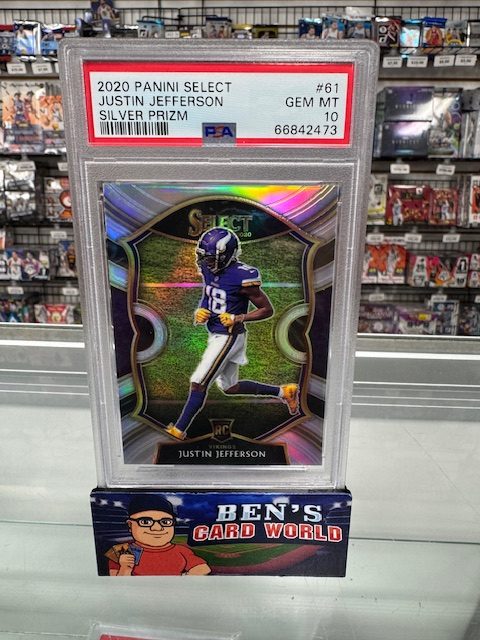 2020 PANINI SELECT #61
JUSTIN JEFFERSON GEM MT
SILVER PRIZM 10
PSA 66842473
SELECT
2020
18
RC
VIKINGS
JUSTIN JEFFERSON
BEN'S
CARD WORLD